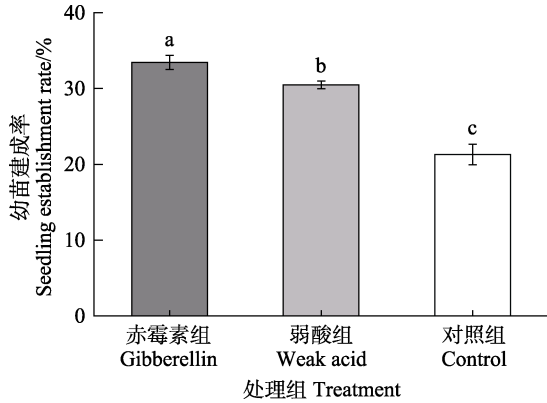 幼苗建成率
Seedling establishment rate/%
40
30
20
10
0
a
b
c
赤霉素组
Gibberellin
弱酸组
Weak acid
对照组
Control
处理组 Treatment